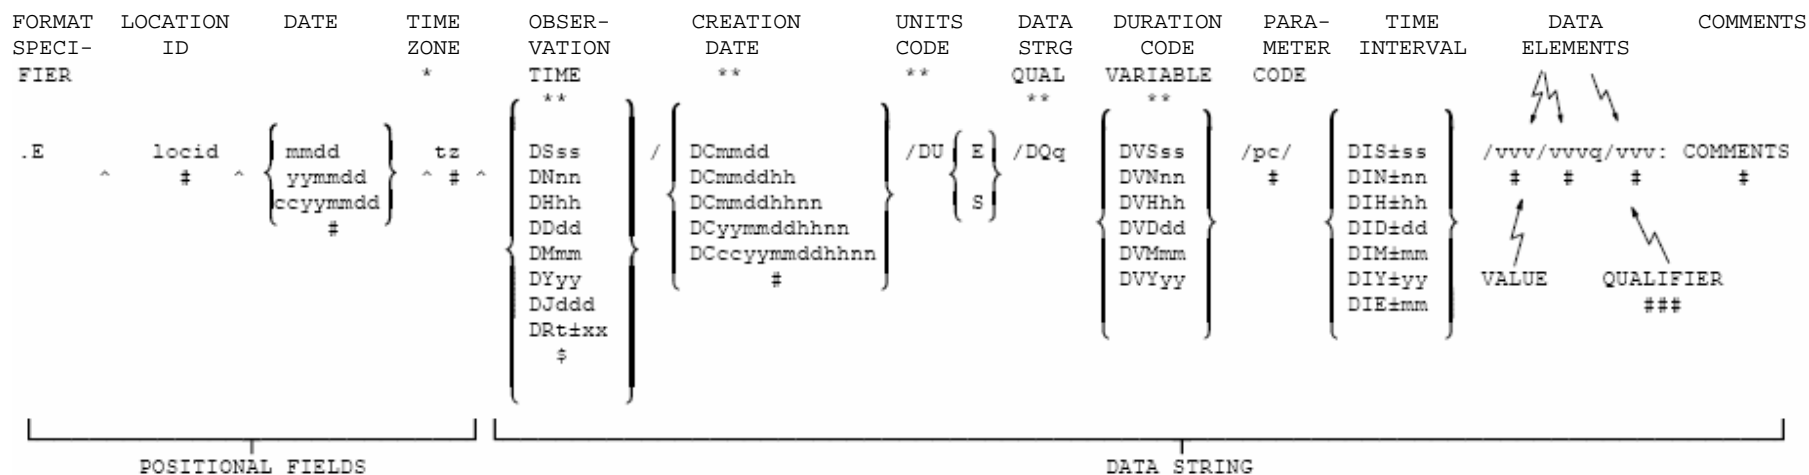 FORMAT LOCATION DATE TIME OBSER- CREATION UNITS DATA DURATION PARA- TIME DATA COMMENTS
SPECI- ID ZONE VATION DATE CODE STRG CODE METER INTERVAL ELEMENTS
FIER * TIME ** ** QUAL VARIABLE CODE
** ** **
.E locid mmdd tz DSss / DCmmdd /DU E /DQq DVSss /pc/ DIS±ss /vvv/vvvq/vvv: COMMENTS
^ # ^ yymmdd ^ # ^ DNnn DCmmddhh DVNnn # DIN±nn # # # #
ccyymmdd DHhh DCmmddhhnn S DVHhh DIH±hh
# DDdd DCyymmddhhnn DVDdd DID±dd
DMmm DCccyymmddhhnn DVMmm DIM±mm
DYyy # DVYyy DIY±yy VALUE QUALIFIER
DJddd DIE±mm ###
DRt±xx
$
POSITIONAL FIELDS DATA STRING